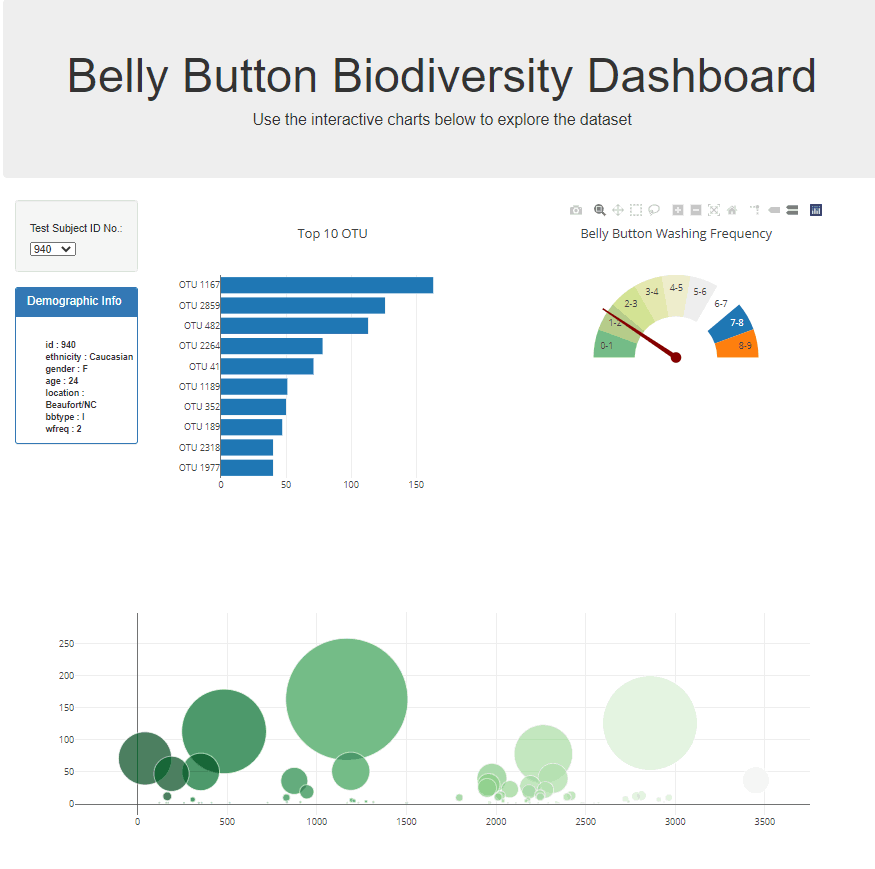 Belly Button Biodiversity Dashboard
Use the interactive charts below to explore the dataset
Test Subject ID No.:
940
Demographic Info
id : 940
ethnicity : Caucasian
gender : F
age : 24
location :
Beaufort/NC
bbtype : I
wfreq : 2
Top 10 OTU
OTU 1167
OTU 2859
OTU 482
OTU 2264
OTU 41
OTU 1189
OTU 352
OTU 189
OTU 2318
OTU 1977
0 50 100 150
Belly Button Washing Frequency
0-1
1-2
2-3
3-4
4-5
5-6
6-7
7-8
8-9
250
200
150
100
50
0
0 500 1000 1500 2000 2500 3000 3500